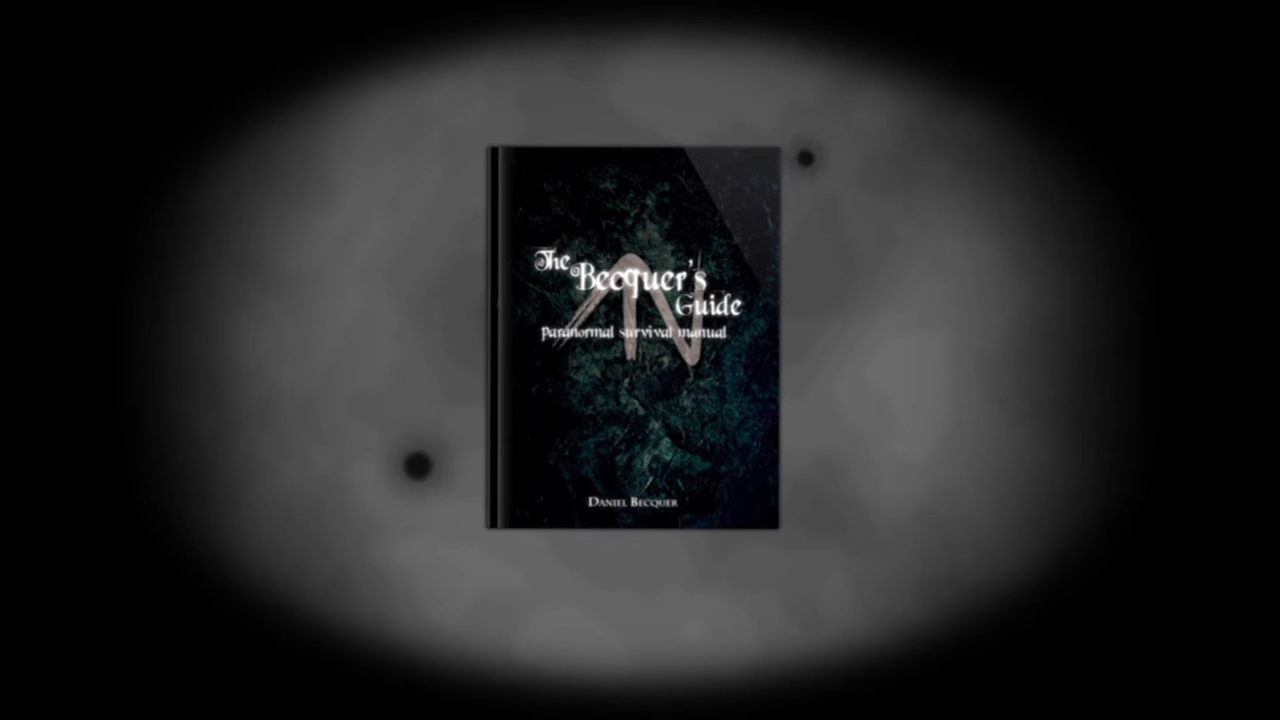 The
Becquer's
Guide
Paranormal survival manual
Daniel Becquer